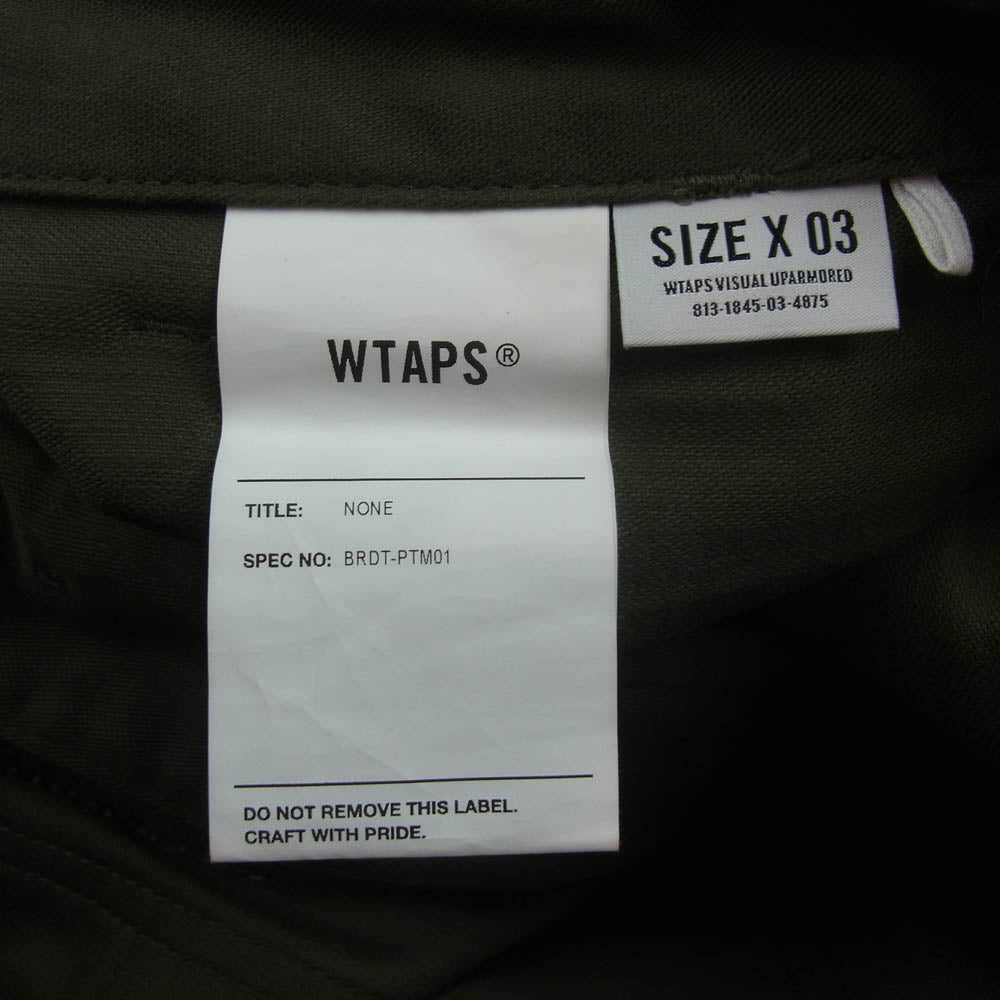 SIZE X 03
WTAPS VISUAL UPARMORED
813-1845-03-4875
WTAPS®
TITLE: NONE
SPEC NO: BRDT-PTM01
DO NOT REMOVE THIS LABEL.
CRAFT WITH PRIDE.